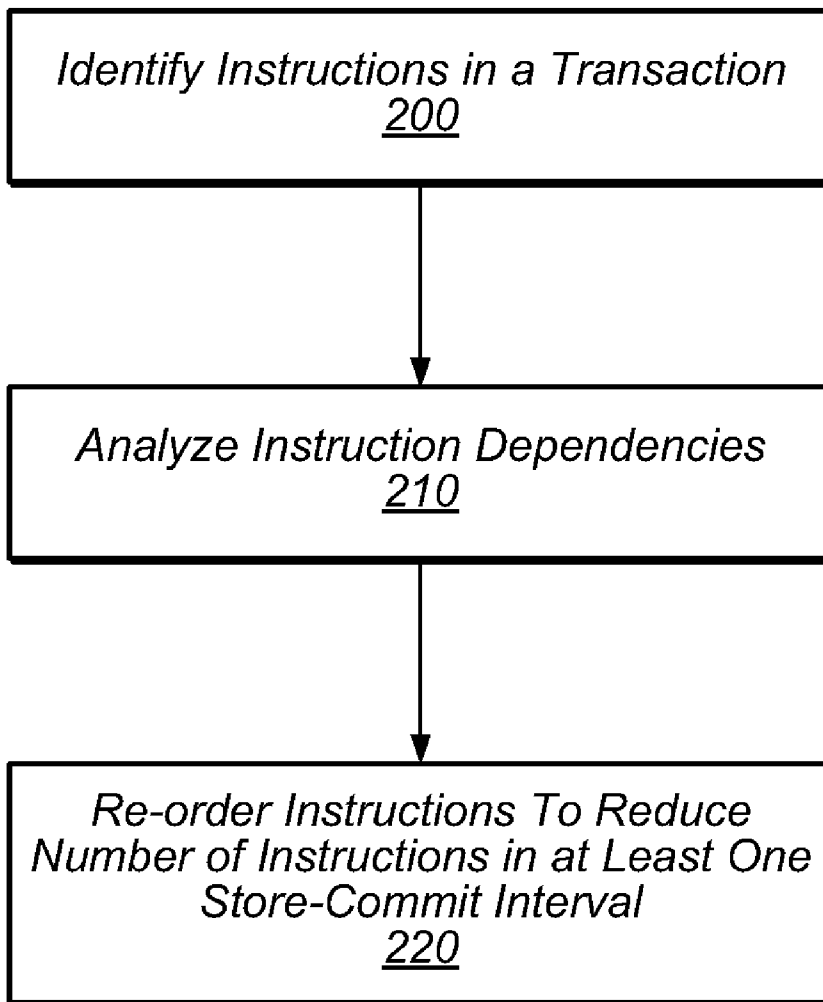 Identify Instructions in a Transaction
200
Analyze Instruction Dependencies
210
Re-order Instructions To Reduce
Number of Instructions in at Least One
Store-Commit Interval
220